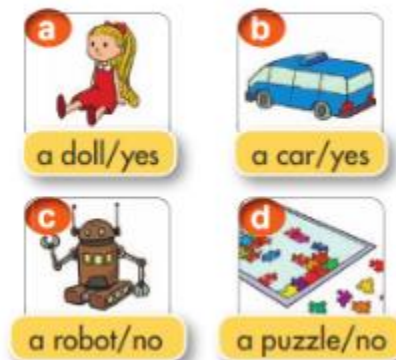 a
b
a doll/yes
a car/yes
c
d
a robot/no
a puzzle/no